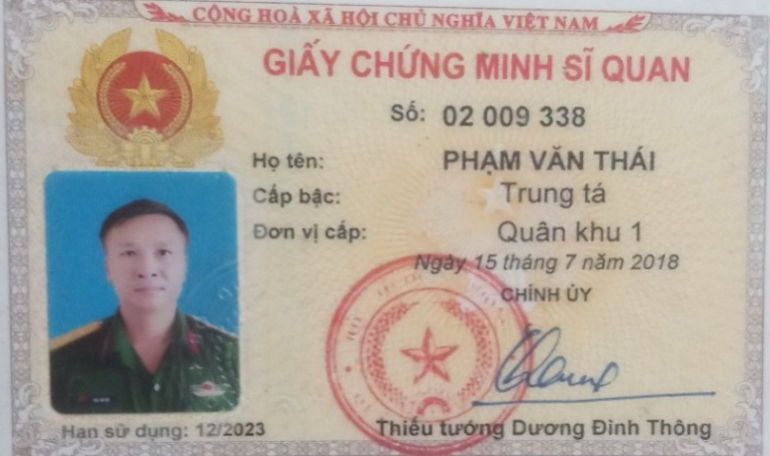 CỘNG HOÀ XÃ HỘI CHỦ NGHĨA VIỆT NAM
GIẤY CHỨNG MINH SĨ QUAN
Số: 02 009 338
Họ tên: PHẠM VĂN THÁI
Cấp bậc: Trung tá
Đơn vị cấp: Quân khu 1
Ngày 15 tháng 7 năm 2018
CHÍNH ỦY
Hạn sử dụng: 12/2023
Thiếu tướng Dương Đình Thông